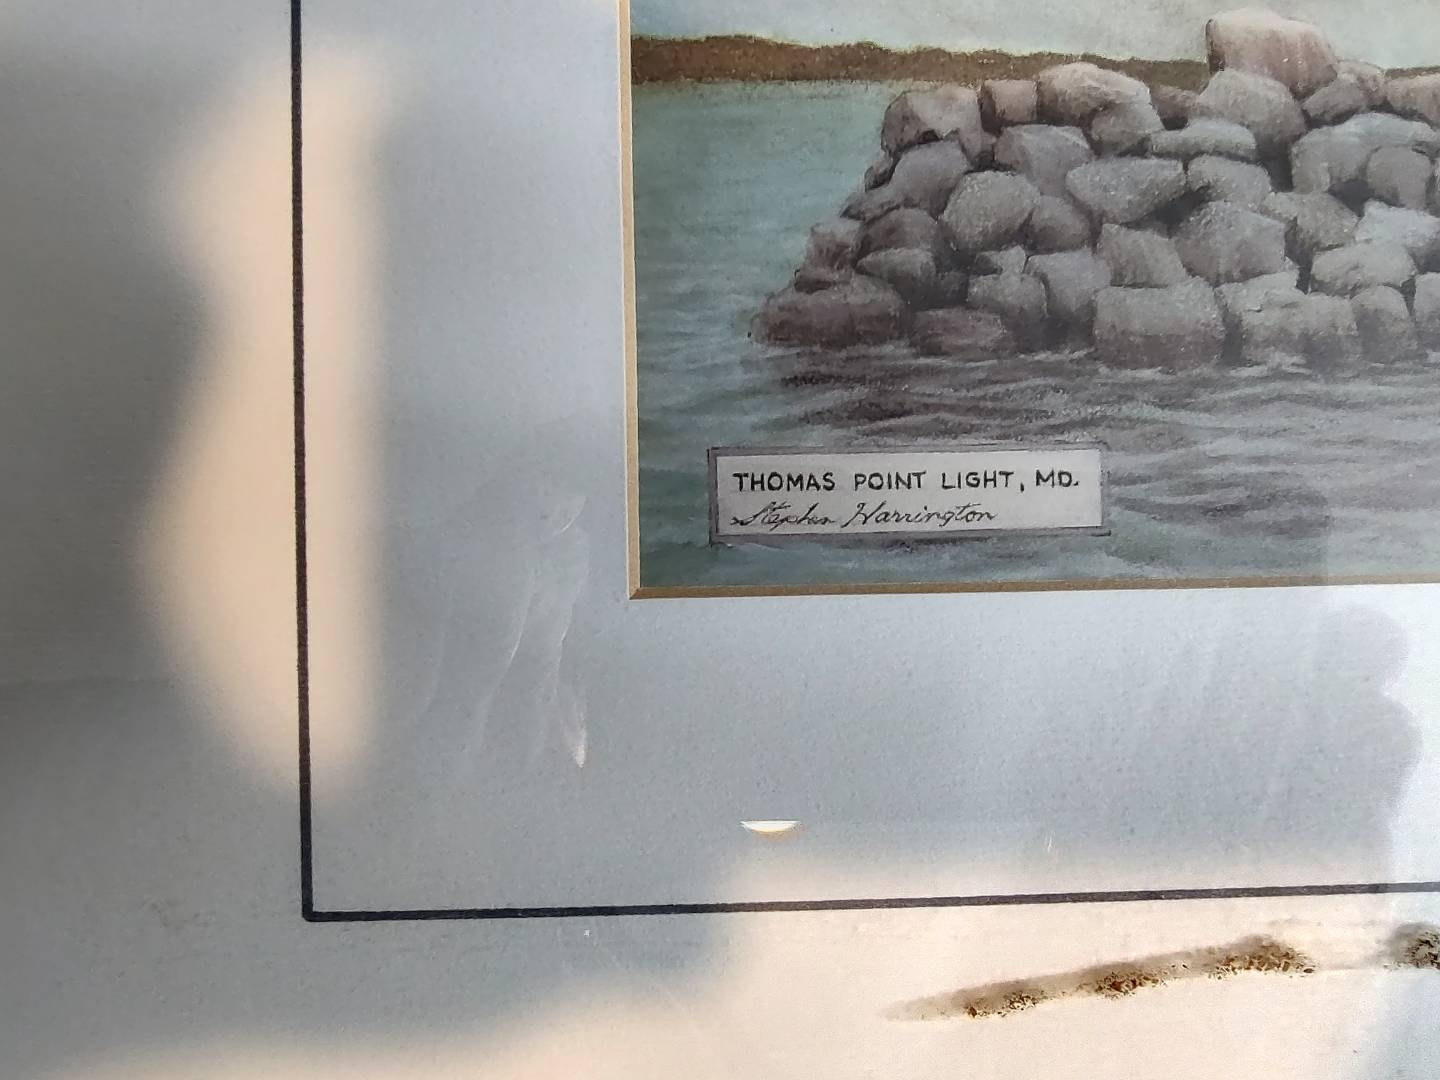 THOMAS POINT LIGHT, MD.
Stephen Harrington